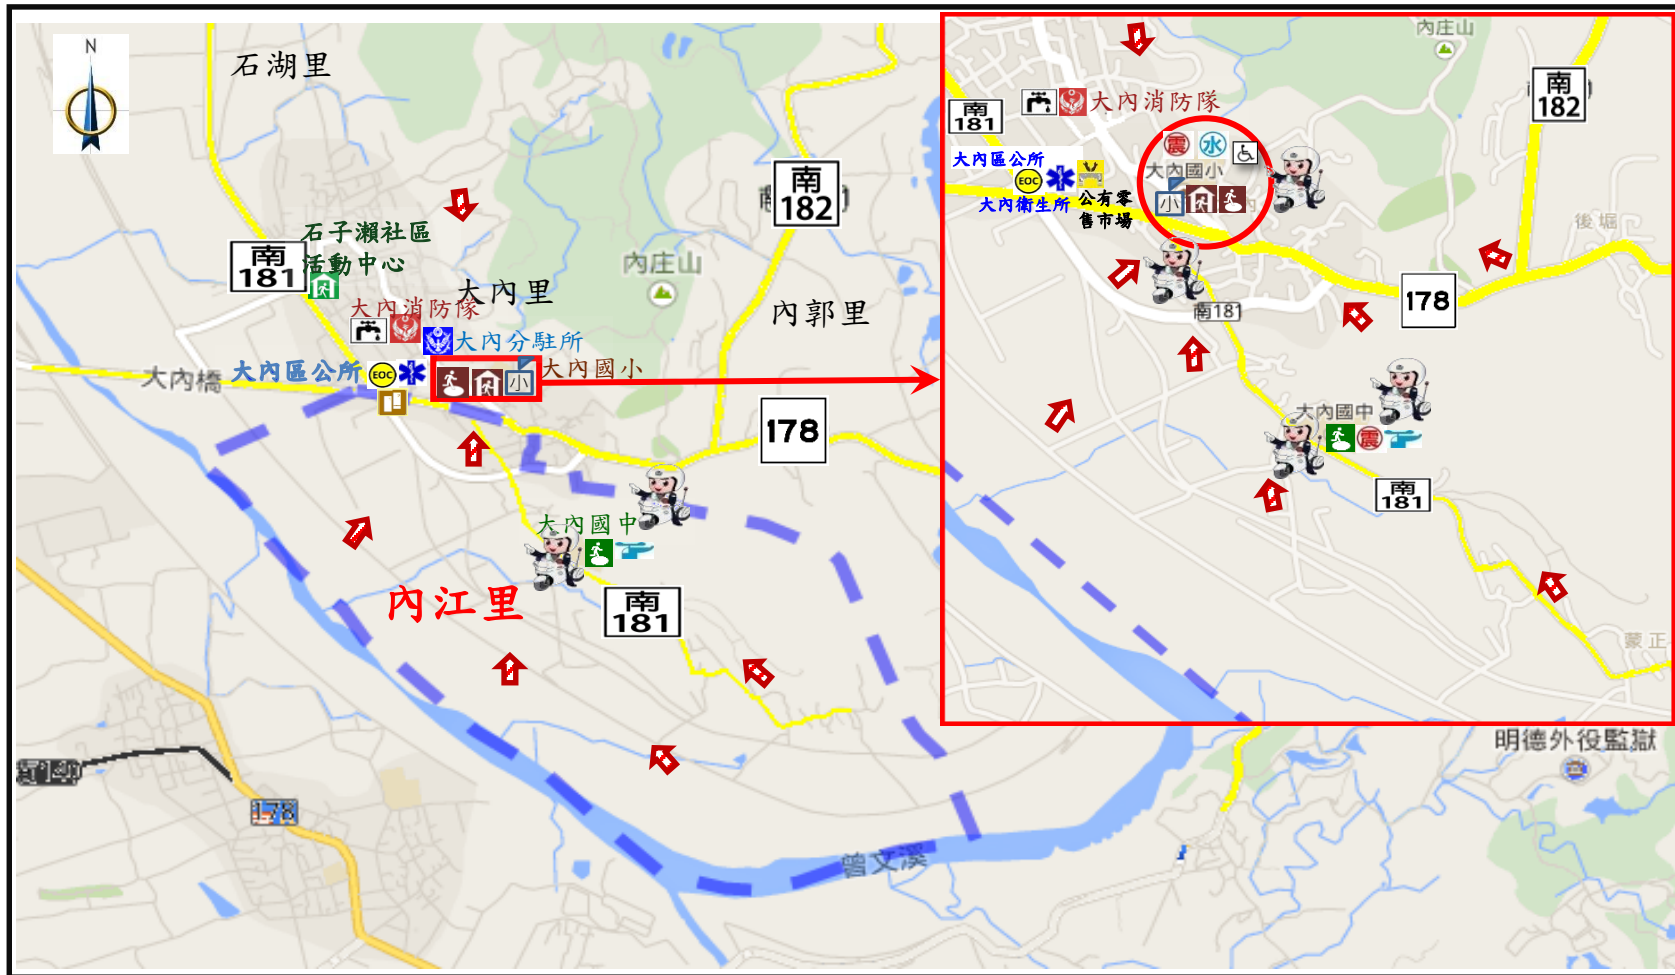 N
石湖里
南
182
石子瀨社區
活動中心
南
181
內庄山
大內里
內郭里
大內消防隊
大內分駐所
大內橋
大內區公所
EOC
小
大內國小
178
大內國中
內江里
南
181
178
曾文溪
明德外役監獄
內庄山
南
182
南
181
大內消防隊
震
水
大內區公所
大內國小
EOC
公有零
售市場
大內衛生所
小
內
後堀
178
南181
大內國中
震
南
181
蒙正